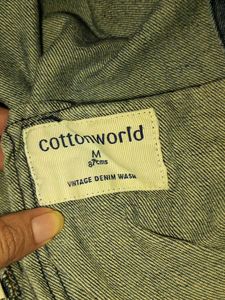 cottonworld
M
87cms
VINTAGE DENIM WASH